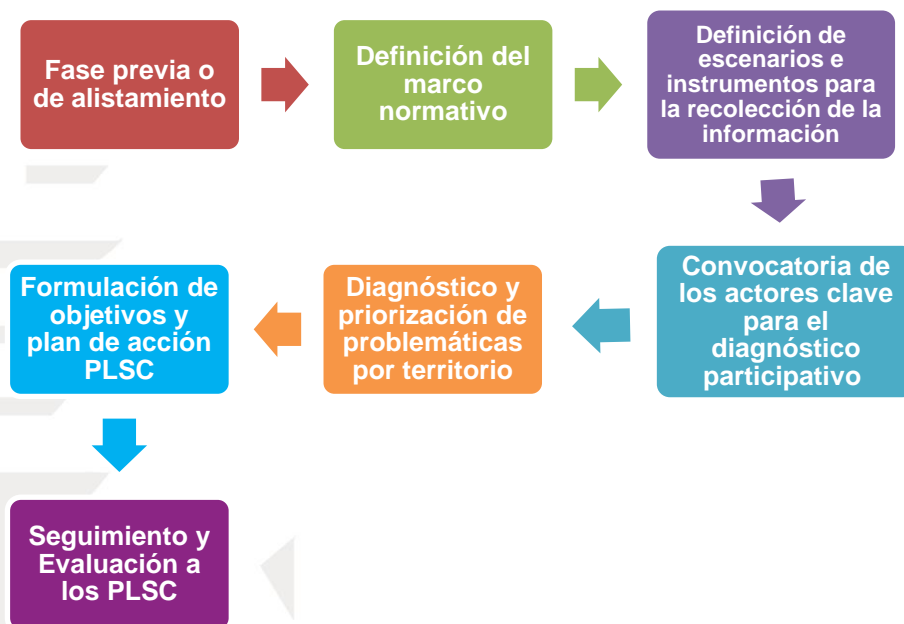 Fase previa o
de alistamiento
Definición del
marco
normativo
Definición de
escenarios e
instrumentos para
la recolección de la
información
Convocatoria de
los actores clave
para el
diagnóstico
participativo
Diagnóstico y
priorización de
problemáticas
por territorio
Formulación de
objetivos y
plan de acción
PLSC
Seguimiento y
Evaluación a
los PLSC